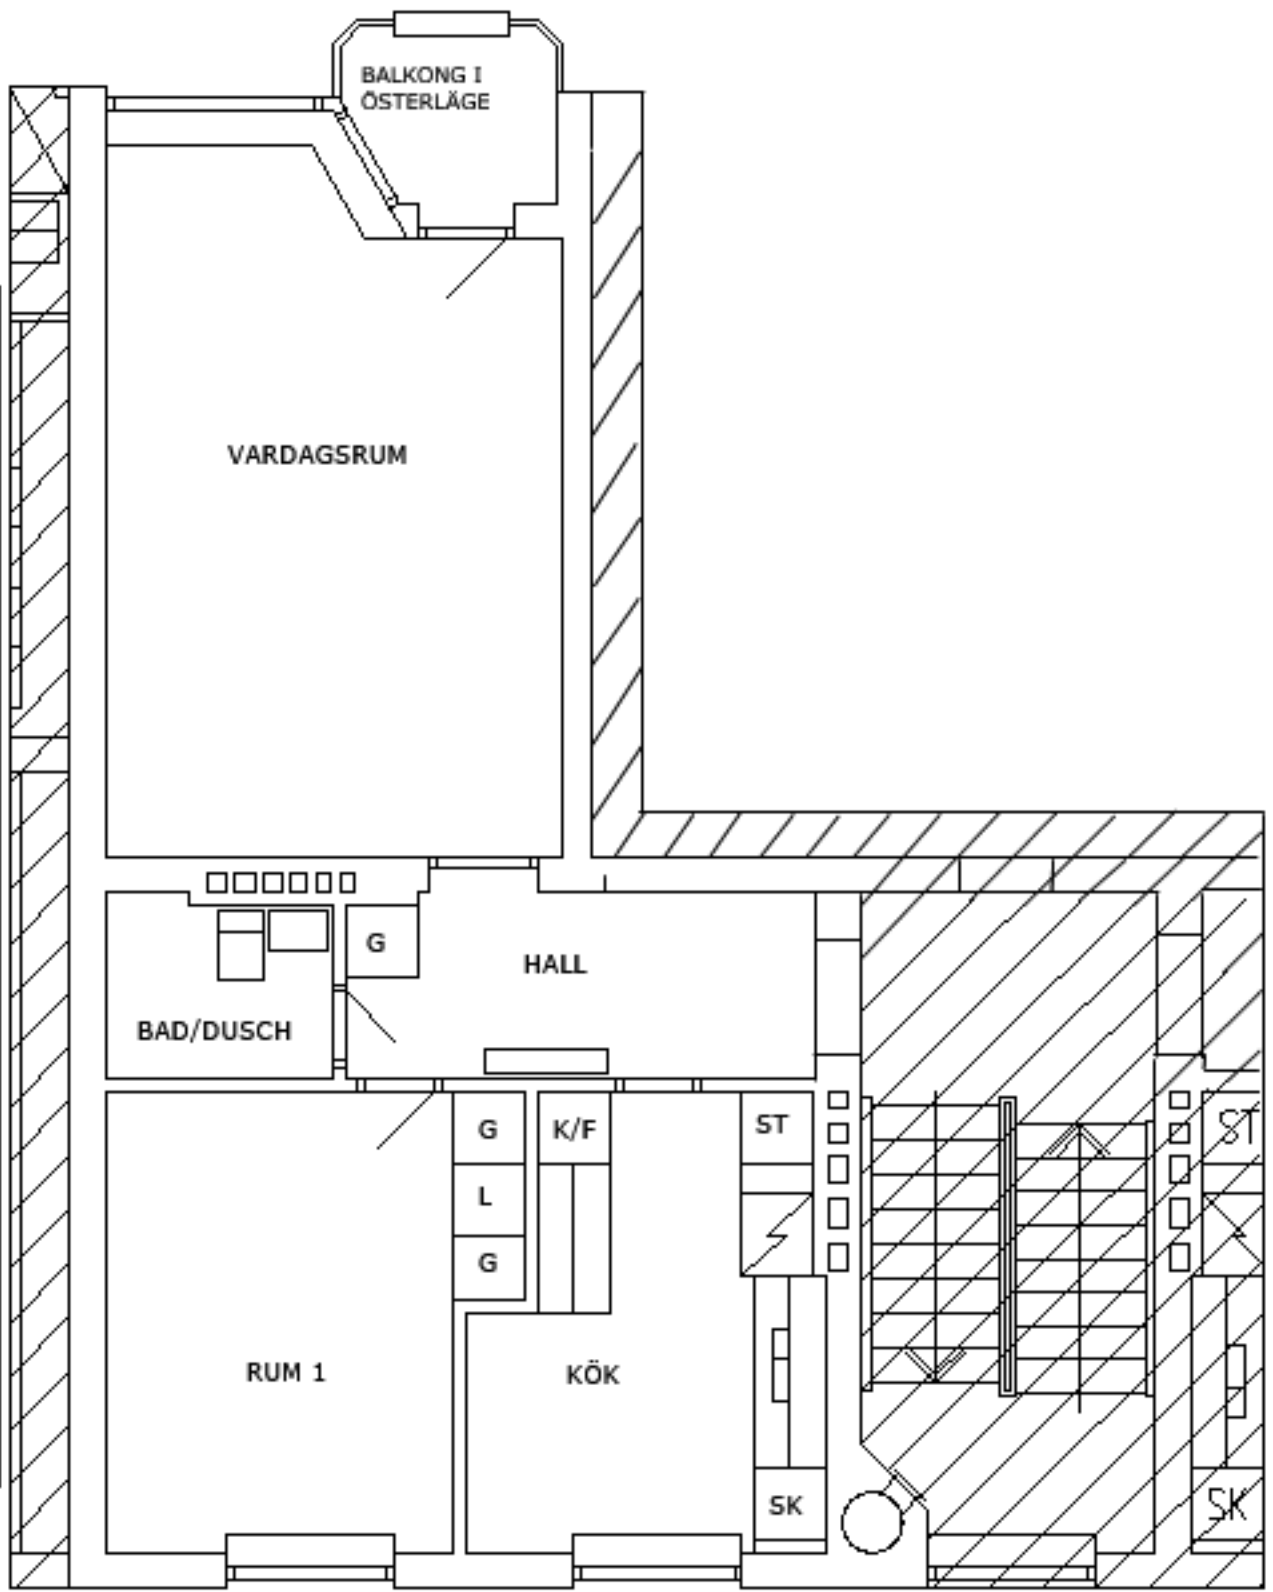 BALKONG I
ÖSTERLÄGE
VARDAGSRUM
G
HALL
BAD/DUSCH
G
K/F
ST
ST
L
G
RUM 1
KÖK
SK
SK